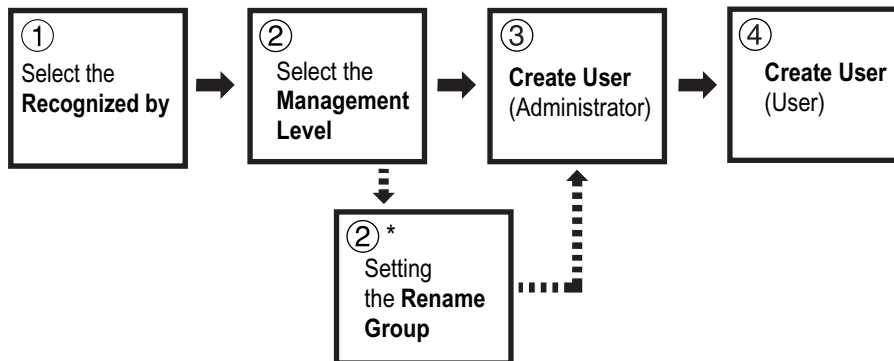 ①
Select the
Recognized by
②
Select the
Management
Level
③
Create User
(Administrator)
④
Create User
(User)
② *
Setting
the Rename
Group